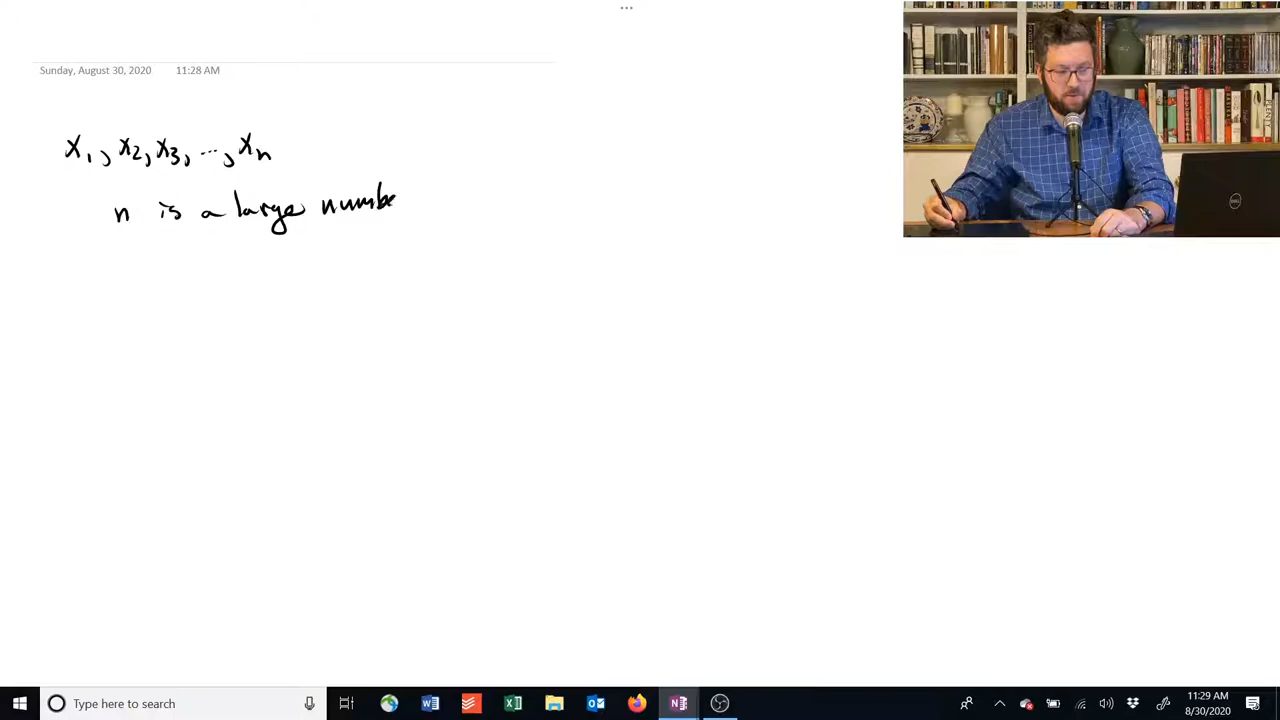 Sunday, August 30, 2020 11:28 AM
x₁, x₂, x₃, ..., xₙ
n is a large numbe
DELL
Type here to search
11:29 AM
8/30/2020